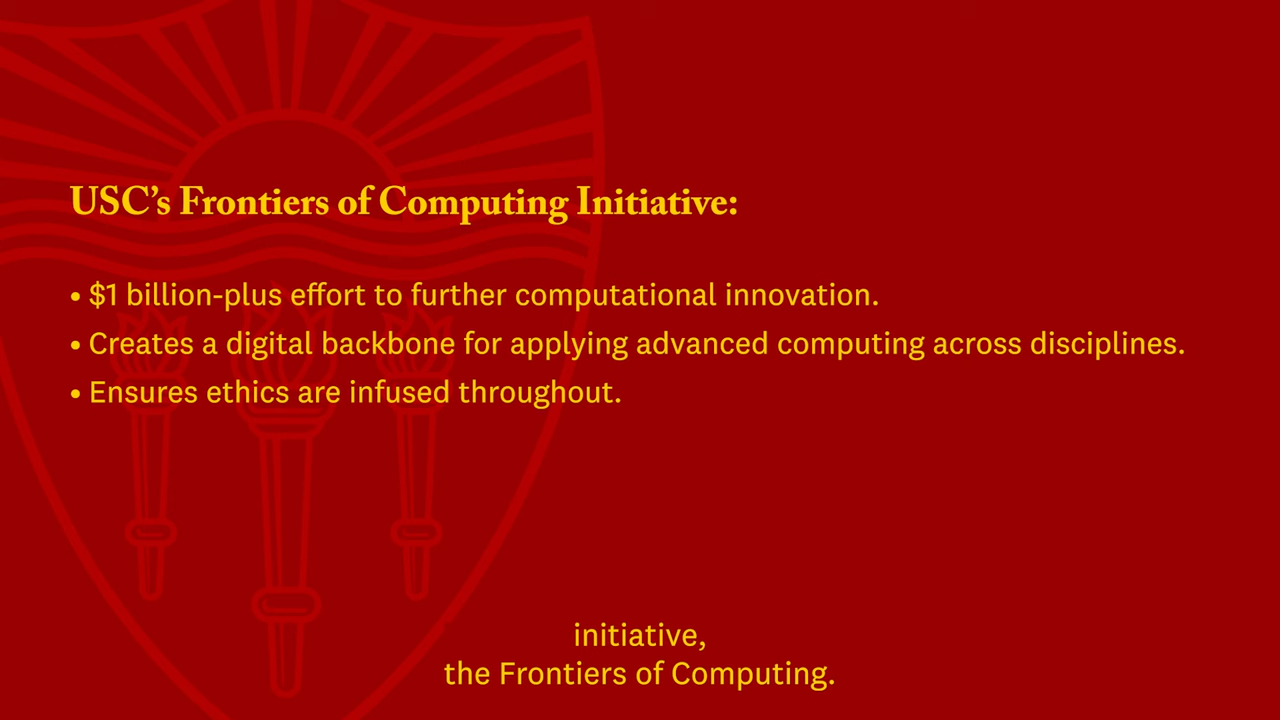 USC’s Frontiers of Computing Initiative:
• $1 billion-plus effort to further computational innovation.
• Creates a digital backbone for applying advanced computing across disciplines.
• Ensures ethics are infused throughout.
initiative,
the Frontiers of Computing.